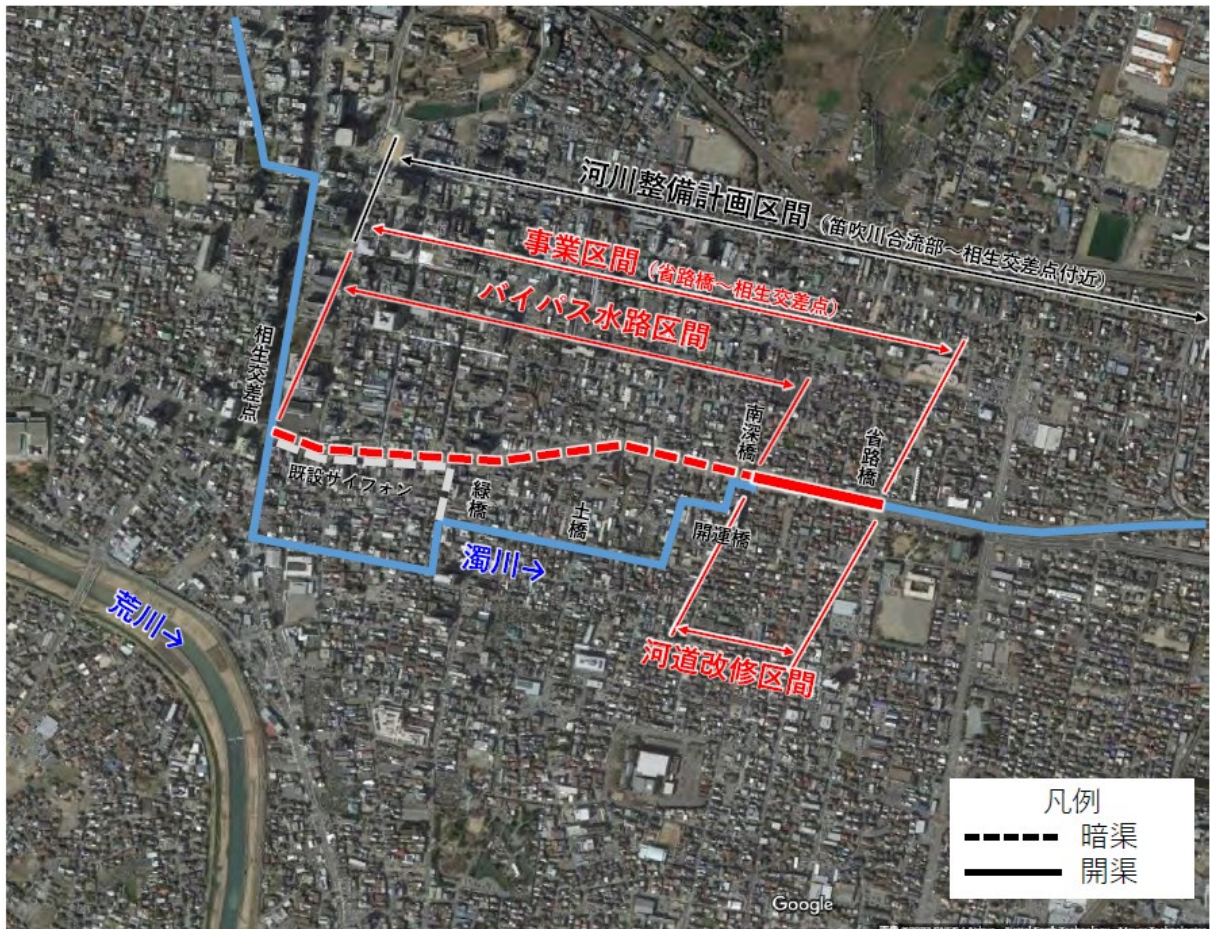 河川整備計画区間(笛吹川合流部~相生交差点付近)
事業区間(省路橋~相生交差点)
バイパス水路区間
相生交差点
南深橋
省路橋
既設サイフォン
緑橋
土橋
開運橋
濁川→
荒川→
河道改修区間
凡例
暗渠
開渠
Google